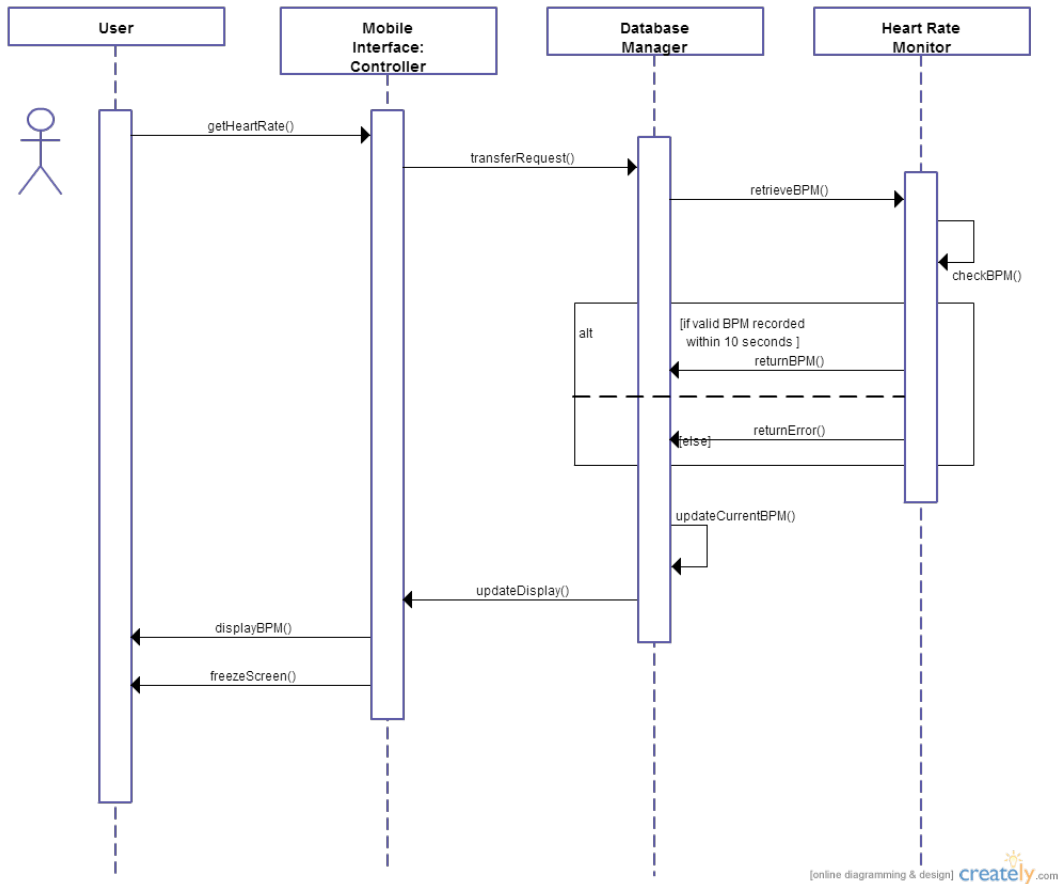 User
Mobile
Interface:
Controller
Database
Manager
Heart Rate
Monitor
getHeartRate()
transferRequest()
retrieveBPM()
checkBPM()
alt
[if valid BPM recorded
within 10 seconds ]
returnBPM()
returnError()
[else]
updateCurrentBPM()
updateDisplay()
displayBPM()
freezeScreen()
[online diagramming & design] creately.com